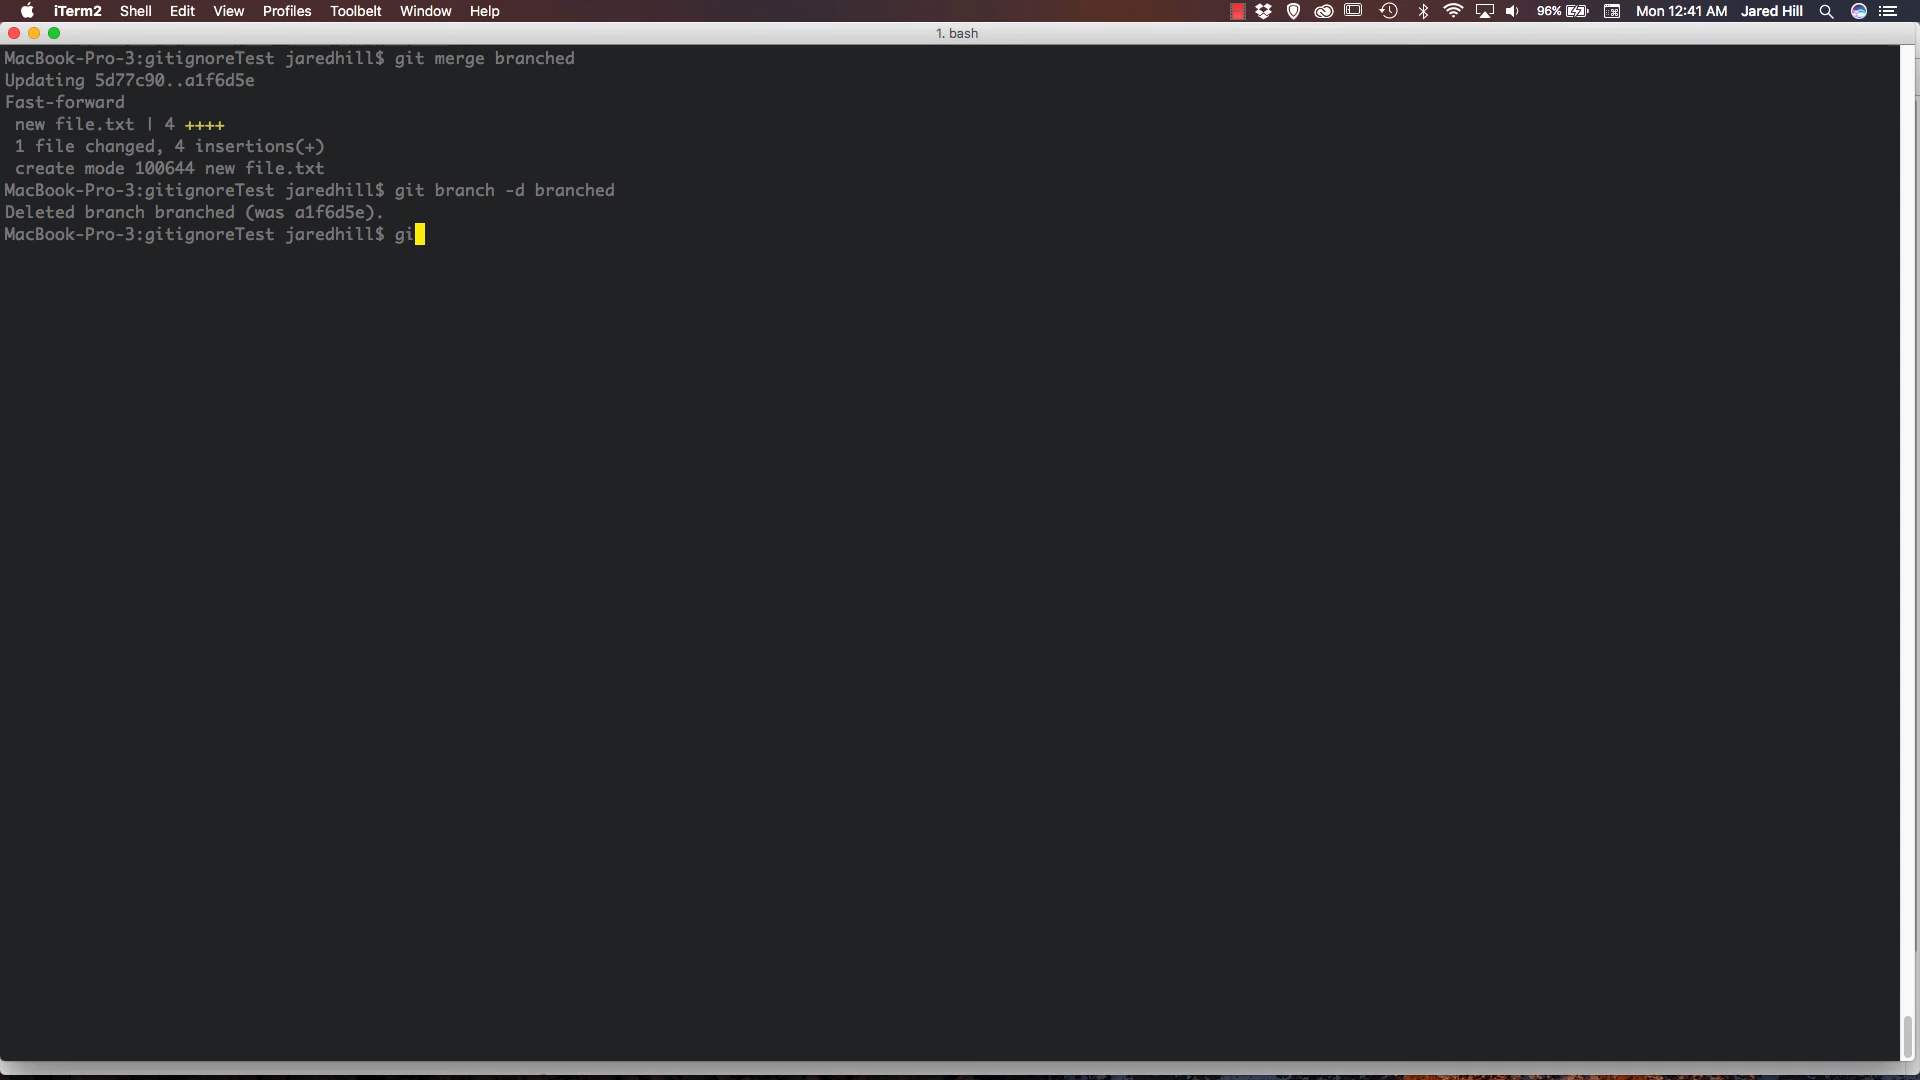 iTerm2 Shell Edit View Profiles Toolbelt Window Help 96% Mon 12:41 AM Jared Hill
1. bash
MacBook-Pro-3:gitignoreTest jaredhill$ git merge branched
Updating 5d77c90..a1f6d5e
Fast-forward
 new file.txt | 4 ++++
 1 file changed, 4 insertions(+)
 create mode 100644 new file.txt
MacBook-Pro-3:gitignoreTest jaredhill$ git branch -d branched
Deleted branch branched (was a1f6d5e).
MacBook-Pro-3:gitignoreTest jaredhill$ gi